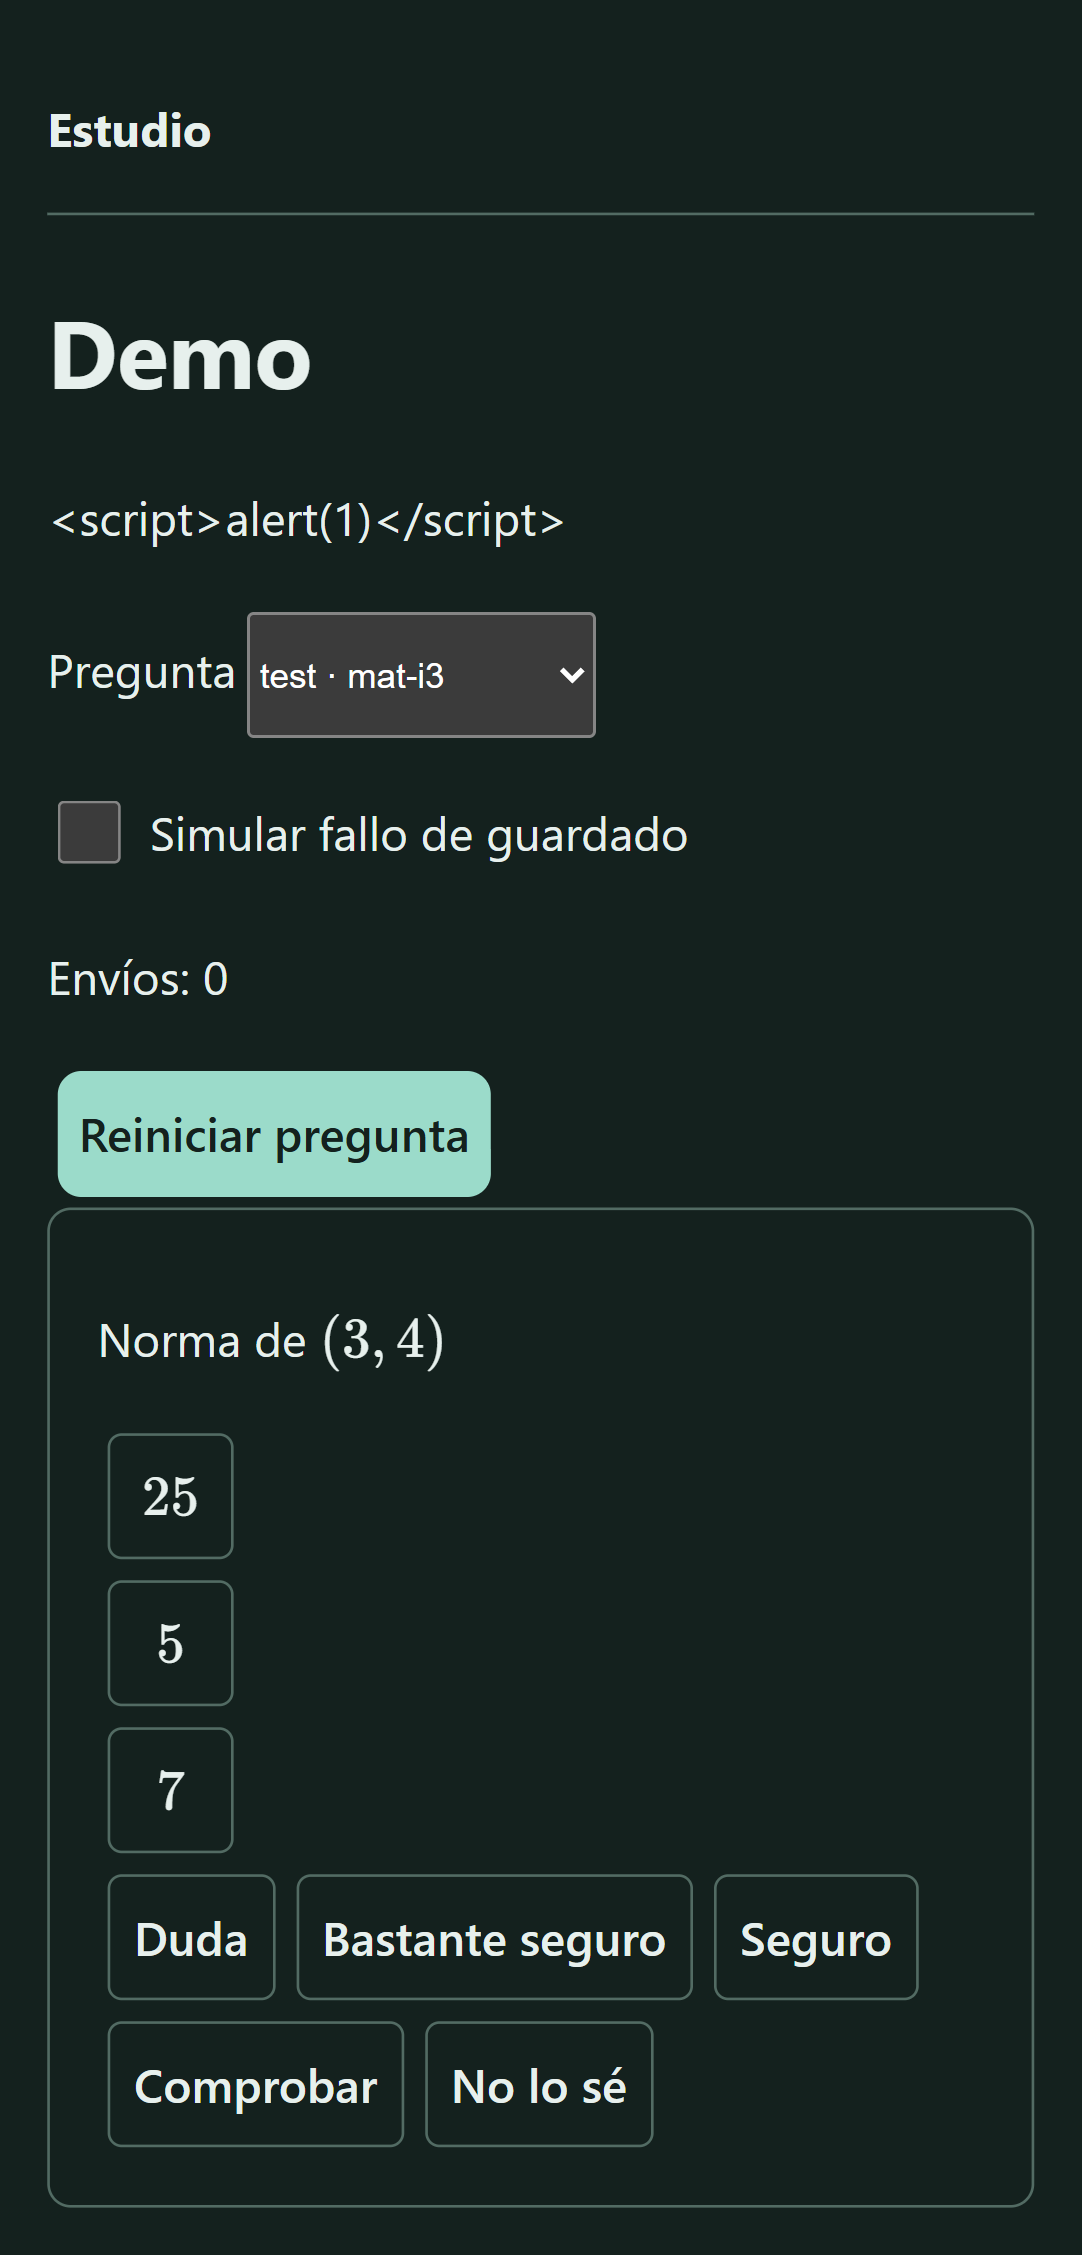 Estudio
Demo
<script>alert(1)</script>
Pregunta test · mat-i3
Simular fallo de guardado
Envíos: 0
Reiniciar pregunta
Norma de (3, 4)
25
5
7
Duda Bastante seguro Seguro
Comprobar No lo sé